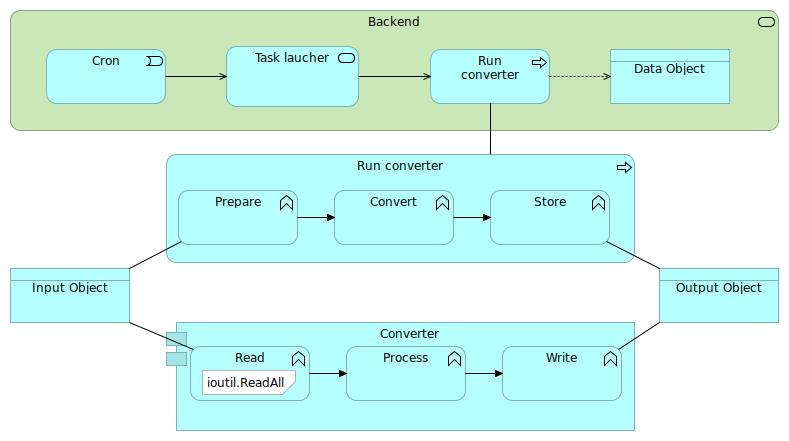 Backend
Cron
Task laucher
Run
converter
Data Object
Run converter
Prepare
Convert
Store
Input Object
Output Object
Converter
Read
Process
Write
ioutil.ReadAll